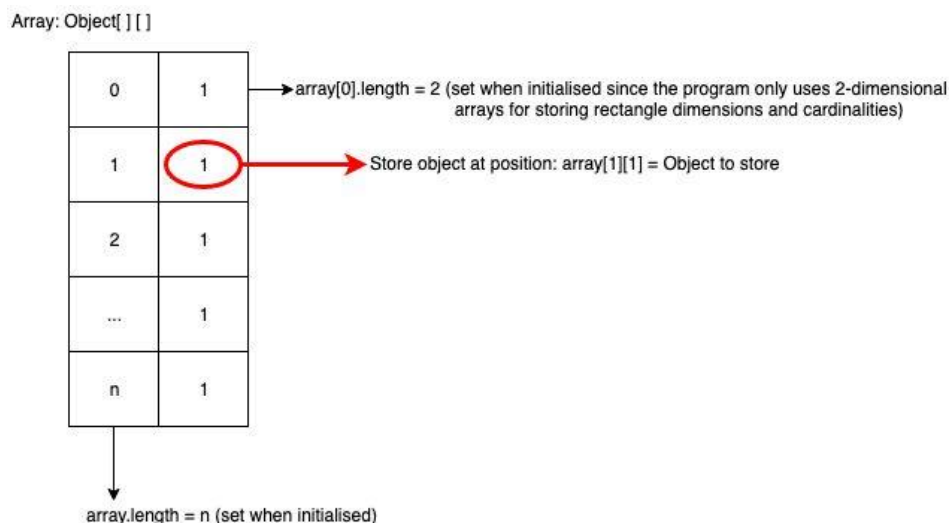 Array: Object[ ] [ ]
0 1
array[0].length = 2 (set when initialised since the program only uses 2-dimensional
arrays for storing rectangle dimensions and cardinalities)
1 1
Store object at position: array[1][1] = Object to store
2 1
... 1
n 1
array.length = n (set when initialised)